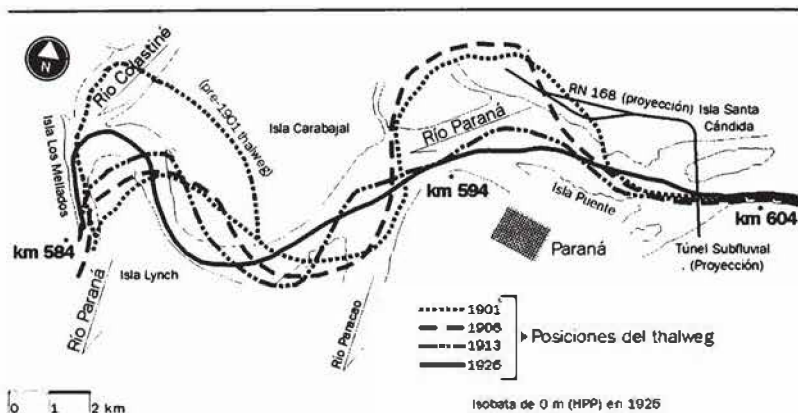 N
Río Colastiné
(pre-1901 thalweg)
Isla Carabajal
Isla Los Mellados
RN 168 (proyección)
Isla Santa
Cándida
Río Paraná
km 594
Isla Puente
km 604
km 584
Isla Lynch
Río Paraná
Río Paracao
Paraná
Túnel Subfluvial
. (Proyección)
1901
1906
1913
1926
Posiciones del thalweg
0 1 2 km
Isobata de 0 m (HPP) en 1925